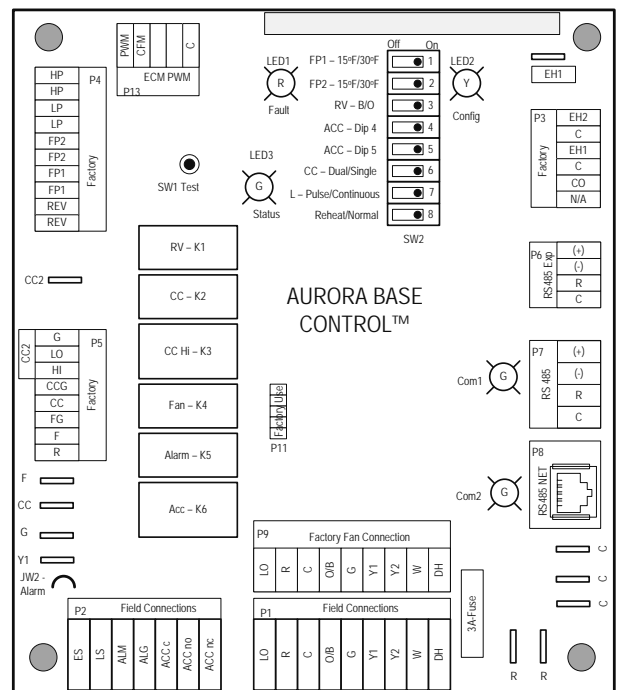 PWM
CFM
C
ECM PWM
P13
P4
HP
HP
LP
LP
FP2
FP2
FP1
FP1
REV
REV
Factory
SW1 Test
LED1
R
Fault
LED3
G
Status
Off On
FP1 – 15ºF/30ºF 1
FP2 – 15ºF/30ºF 2
RV – B/O 3
ACC – Dip 4 4
ACC – Dip 5 5
CC – Dual/Single 6
L – Pulse/Continuous 7
Reheat/Normal 8
SW2
LED2
Y
Config
EH1
P3
Factory
EH2
C
EH1
C
CO
N/A
RV – K1
CC – K2
CC Hi – K3
Fan – K4
Alarm – K5
Acc – K6
AURORA BASE
CONTROL™
P6
RS485 Exp
(+)
(-)
R
C
CC2
CC2
P5
Factory
G
LO
HI
CCG
CC
FG
F
R
Factory Use
P11
Com1
G
P7
RS 485
(+)
(-)
R
C
Com2
G
P8
RS485 NET
F
CC
G
Y1
JW2 -
Alarm
P9
Factory Fan Connection
LO
R
C
O/B
G
Y1
Y2
W
DH
P2
Field Connections
ES
LS
ALM
ALG
ACC c
ACC no
ACC nc
P1
Field Connections
LO
R
C
O/B
G
Y1
Y2
W
DH
3A-Fuse
C
C
C
R
R